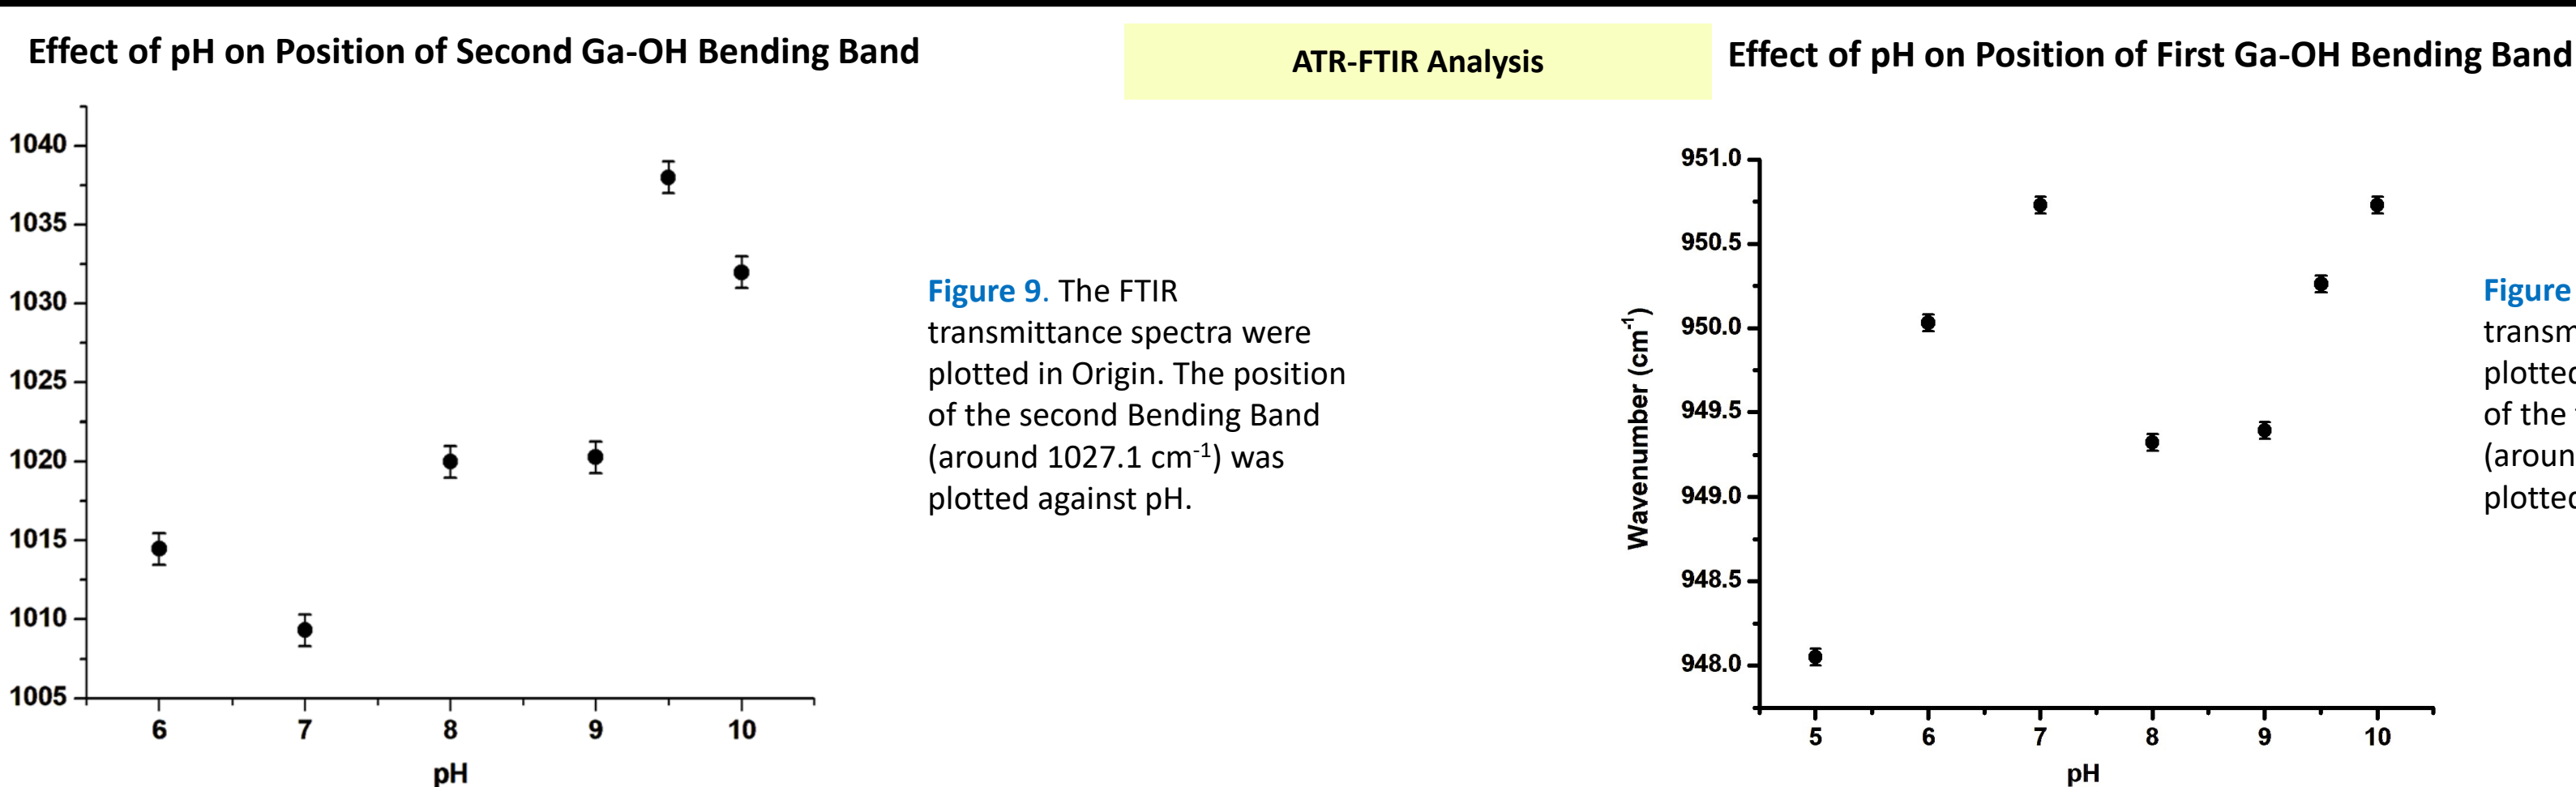 Effect of pH on Position of Second Ga-OH Bending Band
ATR-FTIR Analysis
Effect of pH on Position of First Ga-OH Bending Band
1040
1035
1030
1025
1020
1015
1010
1005
6 7 8 9 10
pH
Figure 9. The FTIR
transmittance spectra were
plotted in Origin. The position
of the second Bending Band
(around 1027.1 cm⁻¹) was
plotted against pH.
Wavenumber (cm⁻¹)
951.0
950.5
950.0
949.5
949.0
948.5
948.0
5 6 7 8 9 10
pH
Figure
of the